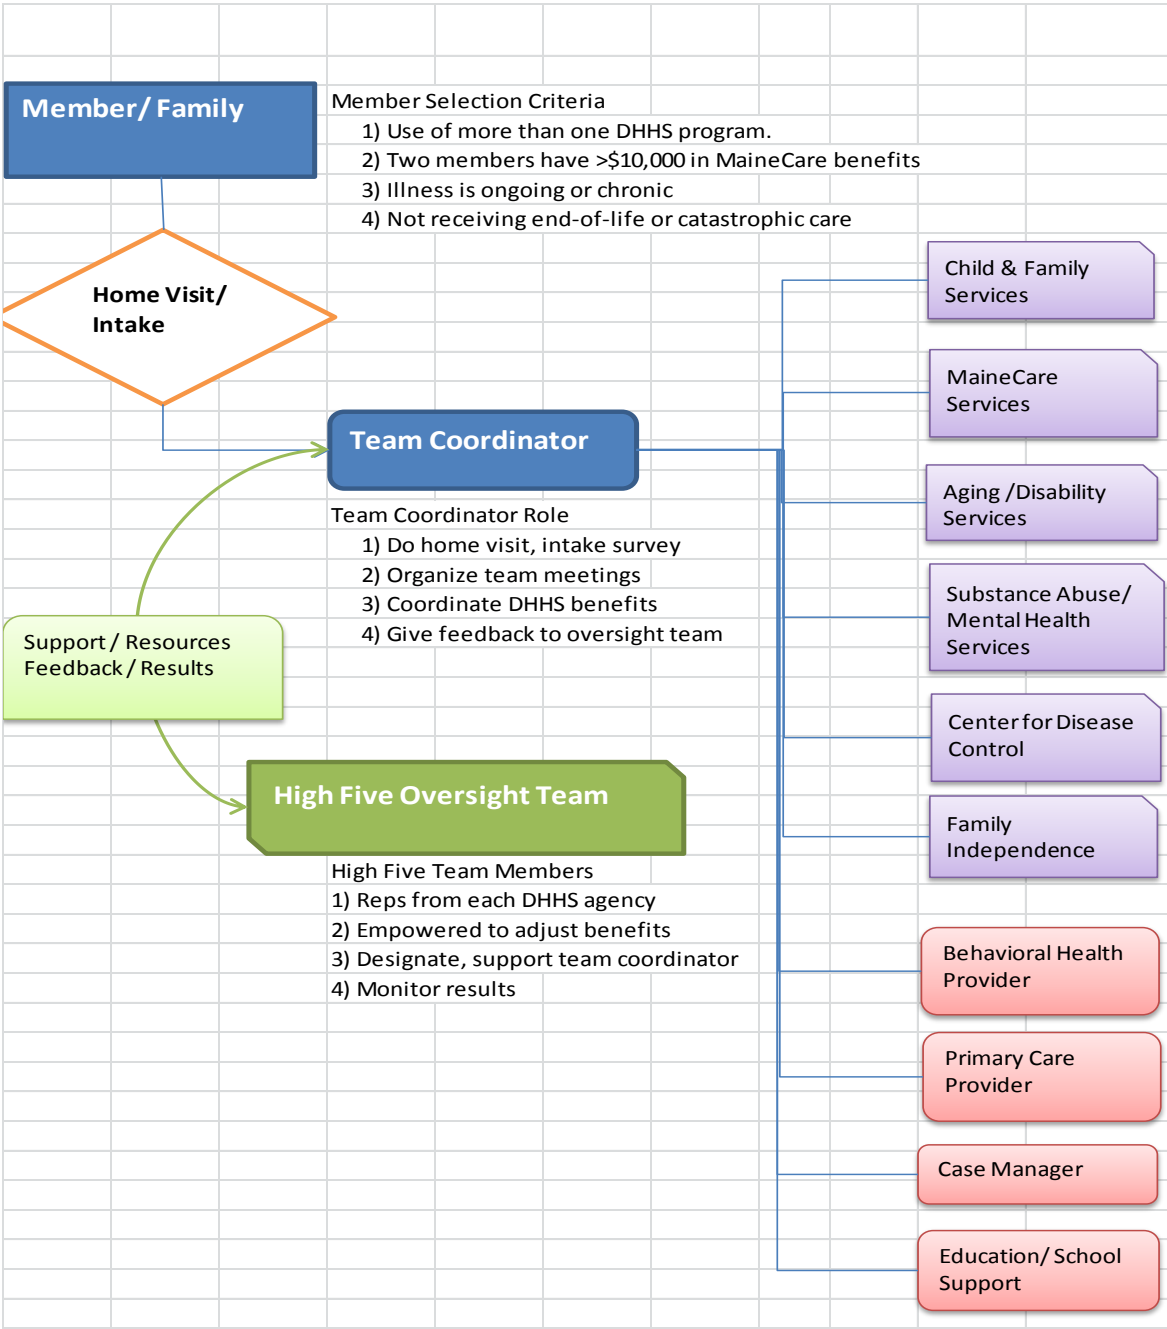 Member/ Family
Member Selection Criteria
1) Use of more than one DHHS program.
2) Two members have >$10,000 in MaineCare benefits
3) Illness is ongoing or chronic
4) Not receiving end-of-life or catastrophic care
Home Visit/
Intake
Team Coordinator
Team Coordinator Role
1) Do home visit, intake survey
2) Organize team meetings
3) Coordinate DHHS benefits
4) Give feedback to oversight team
Support / Resources
Feedback / Results
High Five Oversight Team
High Five Team Members
1) Reps from each DHHS agency
2) Empowered to adjust benefits
3) Designate, support team coordinator
4) Monitor results
Child & Family
Services
MaineCare
Services
Aging /Disability
Services
Substance Abuse/
Mental Health
Services
Center for Disease
Control
Family
Independence
Behavioral Health
Provider
Primary Care
Provider
Case Manager
Education/ School
Support